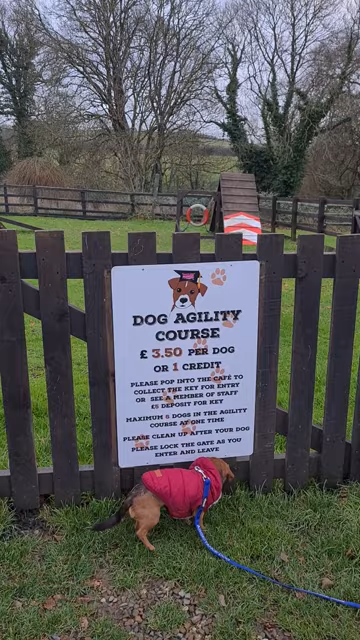 DOG AGILITY
COURSE
£ 3.50 PER DOG
OR 1 CREDIT
PLEASE POP INTO THE CAFÉ TO
COLLECT THE KEY FOR ENTRY
OR SEE A MEMBER OF STAFF
£5 DEPOSIT FOR KEY
MAXIMUM 6 DOGS IN THE AGILITY
COURSE AT ONE TIME
PLEASE CLEAN UP AFTER YOUR DOG
PLEASE LOCK THE GATE AS YOU
ENTER AND LEAVE